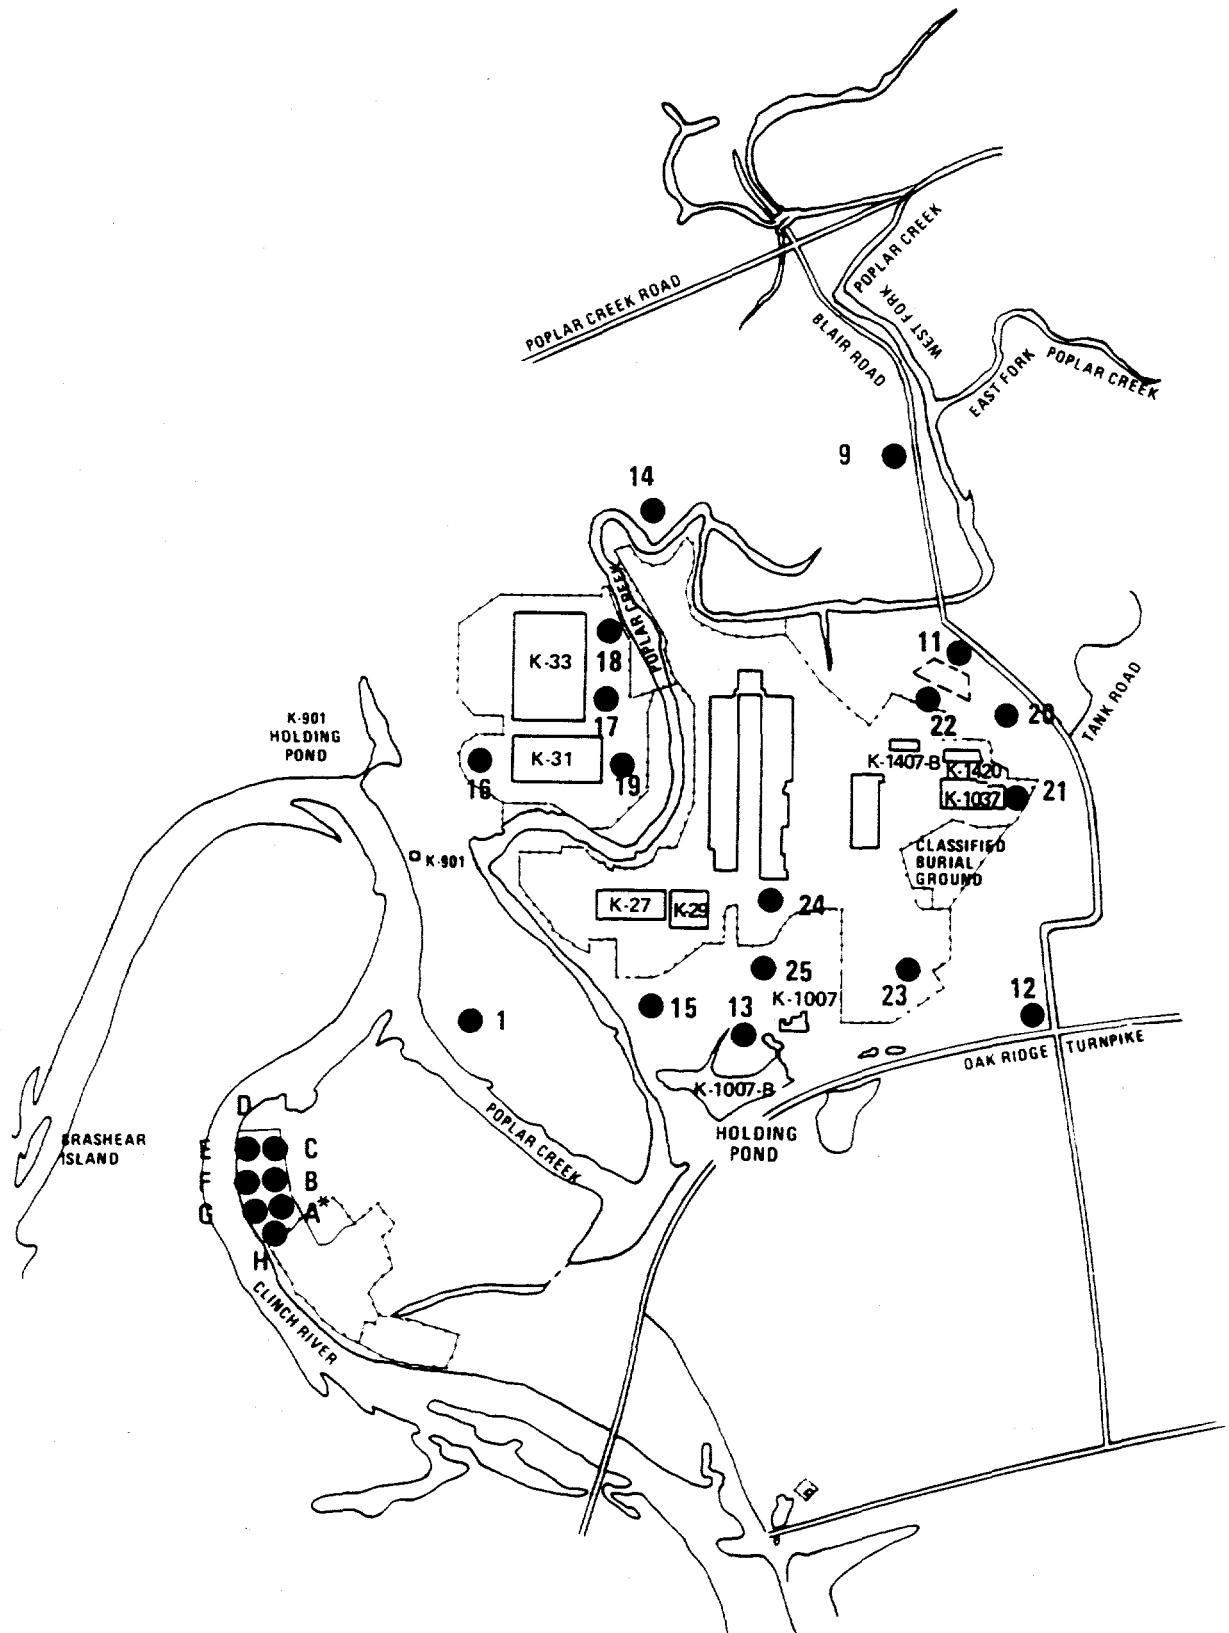 POPLAR CREEK
WEST FORK
POPLAR CREEK ROAD
BLAIR ROAD
EAST FORK
POPLAR CREEK
9
14
POPLAR CREEK
11
18
K-33
TANK ROAD
22
20
17
K-901
HOLDING
POND
K-31
K-1407-B
K-1420
16
19
K-1037
21
CLASSIFIED
BURIAL
GROUND
K-901
K-27
K-29
24
25
23
12
K-1007
1
15
13
OAK RIDGE TURNPIKE
K-1007-B
HOLDING
POND
POPLAR CREEK
D
BRASHEAR
ISLAND
E
C
F
B
G
A*
H
CLINCH RIVER